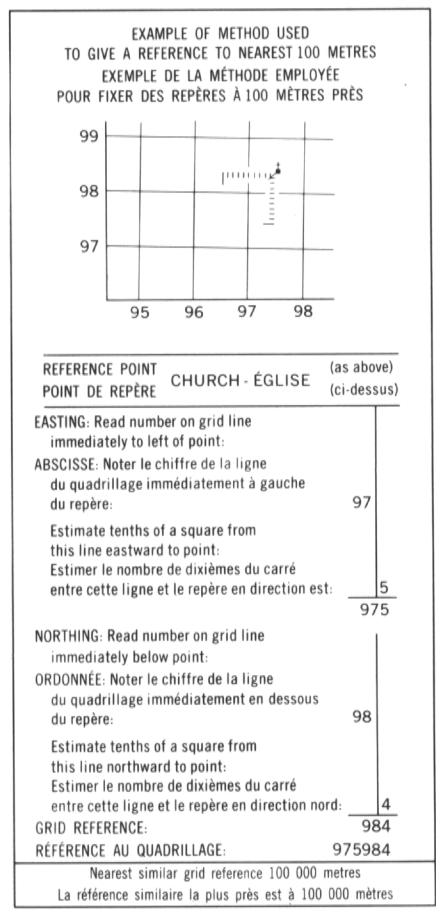 EXAMPLE OF METHOD USED
TO GIVE A REFERENCE TO NEAREST 100 METRES
EXEMPLE DE LA MÉTHODE EMPLOYÉE
POUR FIXER DES REPÈRES À 100 MÈTRES PRÈS
99
98
97
95 96 97 98
REFERENCE POINT
POINT DE REPÈRE
CHURCH - ÉGLISE
(as above)
(ci-dessus)
EASTING: Read number on grid line
immediately to left of point:
ABSCISSE: Noter le chiffre de la ligne
du quadrillage immédiatement à gauche
du repère: 97
Estimate tenths of a square from
this line eastward to point:
Estimer le nombre de dixièmes du carré
entre cette ligne et le repère en direction est: 5
975
NORTHING: Read number on grid line
immediately below point:
ORDONNÉE: Noter le chiffre de la ligne
du quadrillage immédiatement en dessous
du repère: 98
Estimate tenths of a square from
this line northward to point:
Estimer le nombre de dixièmes du carré
entre cette ligne et le repère en direction nord: 4
GRID REFERENCE: 984
RÉFÉRENCE AU QUADRILLAGE: 975984
Nearest similar grid reference 100 000 metres
La référence similaire la plus près est à 100 000 mètres